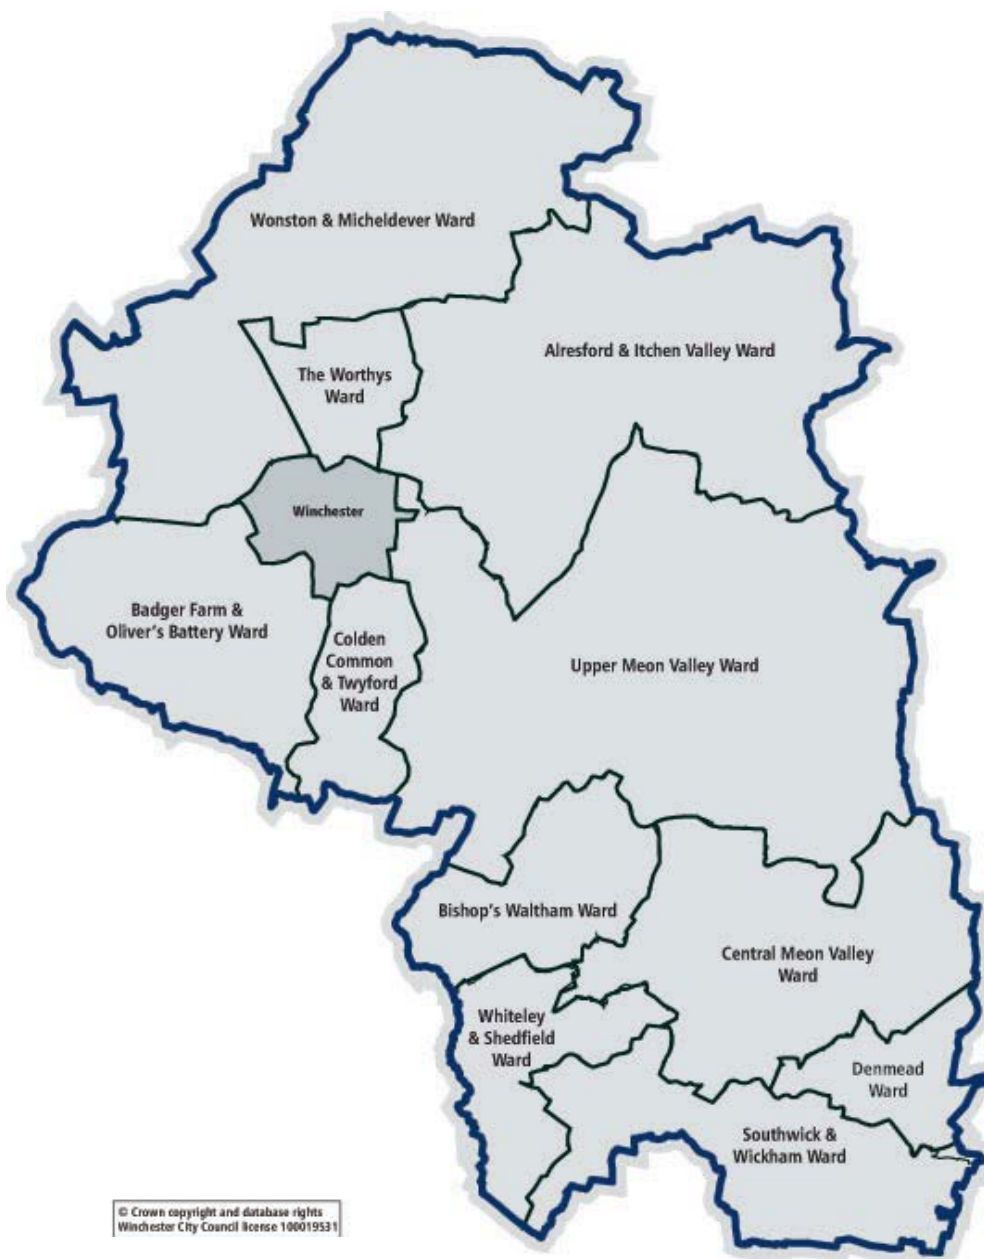 Wonston & Micheldever Ward
Alresford & Itchen Valley Ward
The Worthys
Ward
Winchester
Badger Farm &
Oliver's Battery Ward
Colden
Common
& Twyford
Ward
Upper Meon Valley Ward
Bishop's Waltham Ward
Central Meon Valley
Ward
Whiteley
& Shedfield
Ward
Denmead
Ward
Southwick &
Wickham Ward
© Crown copyright and database rights
Winchester City Council license 100019531